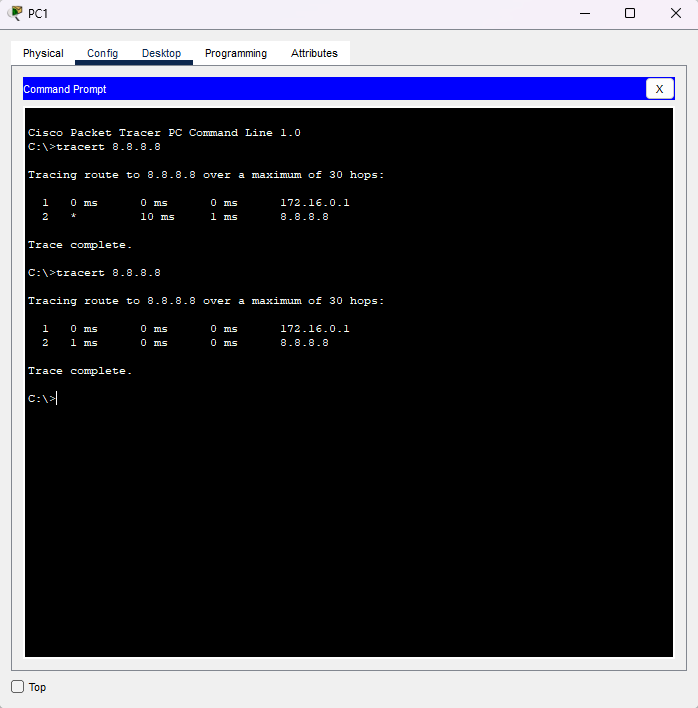 PC1
Physical Config Desktop Programming Attributes
Command Prompt X
Cisco Packet Tracer PC Command Line 1.0
C:\>tracert 8.8.8.8
Tracing route to 8.8.8.8 over a maximum of 30 hops:
1 0 ms 0 ms 0 ms 172.16.0.1
2 * 10 ms 1 ms 8.8.8.8
Trace complete.
C:\>tracert 8.8.8.8
Tracing route to 8.8.8.8 over a maximum of 30 hops:
1 0 ms 0 ms 0 ms 172.16.0.1
2 1 ms 0 ms 0 ms 8.8.8.8
Trace complete.
C:\>
Top